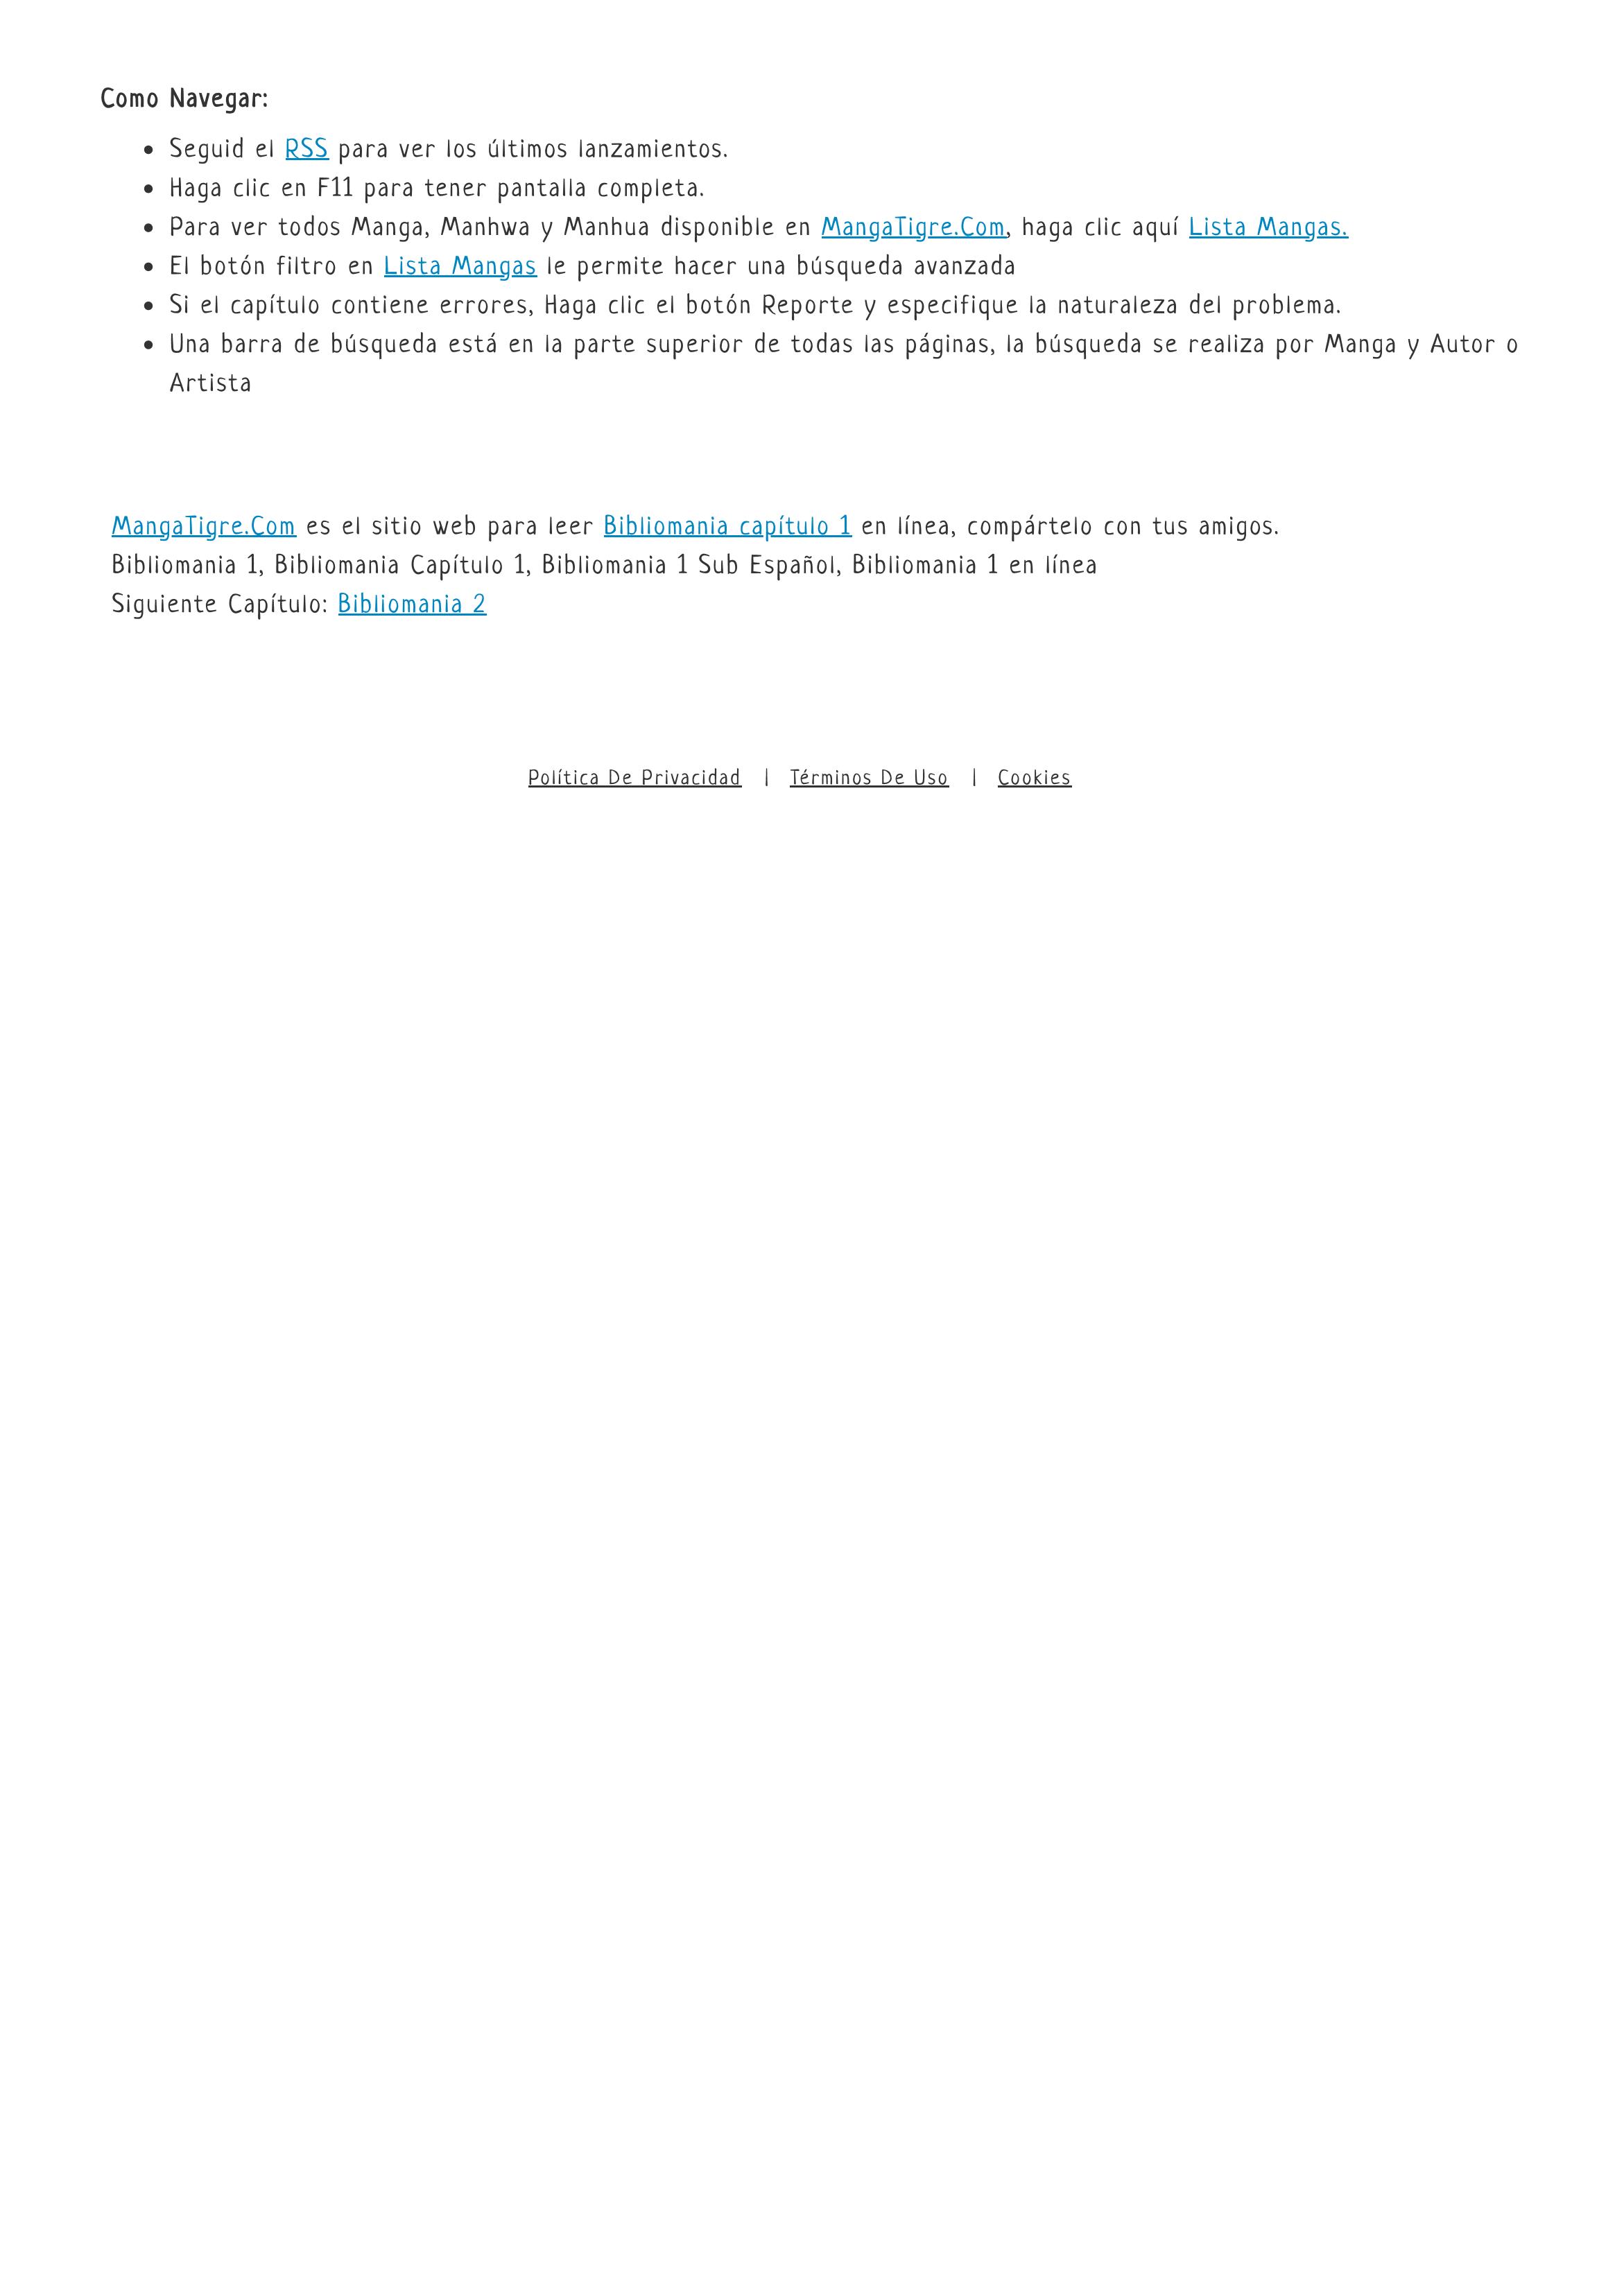 Como Navegar:
Seguid el RSS para ver los últimos lanzamientos.
Haga clic en F11 para tener pantalla completa.
Para ver todos Manga, Manhwa y Manhua disponible en MangaTigre.Com, haga clic aquí Lista Mangas.
El botón filtro en Lista Mangas le permite hacer una búsqueda avanzada
Si el capítulo contiene errores, Haga clic el botón Reporte y especifique la naturaleza del problema.
Una barra de búsqueda está en la parte superior de todas las páginas, la búsqueda se realiza por Manga y Autor o
Artista
MangaTigre.Com es el sitio web para leer Bibliomania capítulo 1 en línea, compártelo con tus amigos.
Bibliomania 1, Bibliomania Capítulo 1, Bibliomania 1 Sub Español, Bibliomania 1 en línea
Siguiente Capítulo: Bibliomania 2
Política De Privacidad | Términos De Uso | Cookies